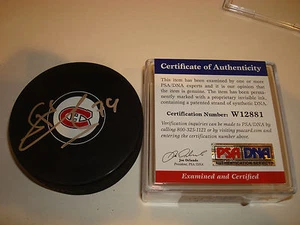 79
Certificate of Authenticity
This item has been examined by one or more
PSA/DNA experts and it is our opinion that
the item is genuine. The item has been permanently
marked with a proprietary invisible ink,
containing a patented strand of synthetic DNA.
Certification Number: W12881
Verification inquiries can be made to PSA/DNA by
calling 800-325-1121 or by visiting psacard.com and
entering the above certification number.
Joe Orlando
President, PSA/DNA
PSA/DNA
Examined and Certified